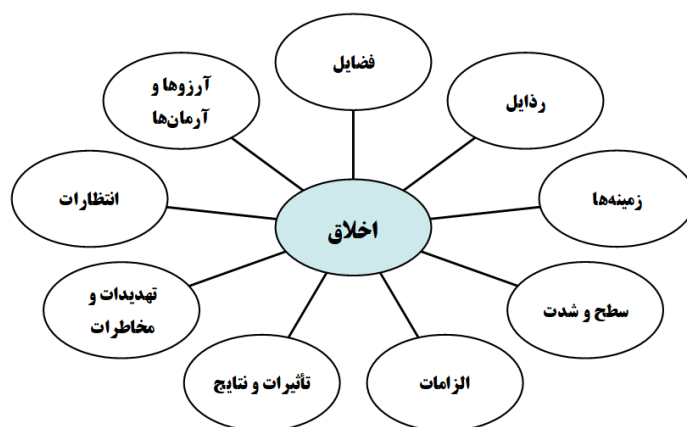 فضایل
رذایل
زمینه‌ها
سطح و شدت
الزامات
تأثیرات و نتایج
تهدیدات و
مخاطرات
انتظارات
آرزوها و
آرمان‌ها
اخلاق